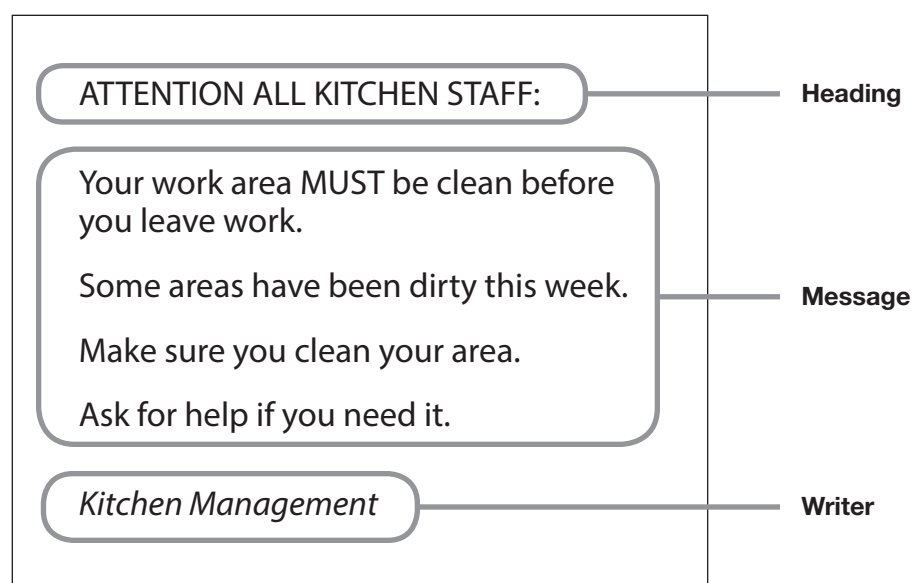 ATTENTION ALL KITCHEN STAFF:
Heading
Your work area MUST be clean before
you leave work.
Some areas have been dirty this week.
Message
Make sure you clean your area.
Ask for help if you need it.
Kitchen Management
Writer